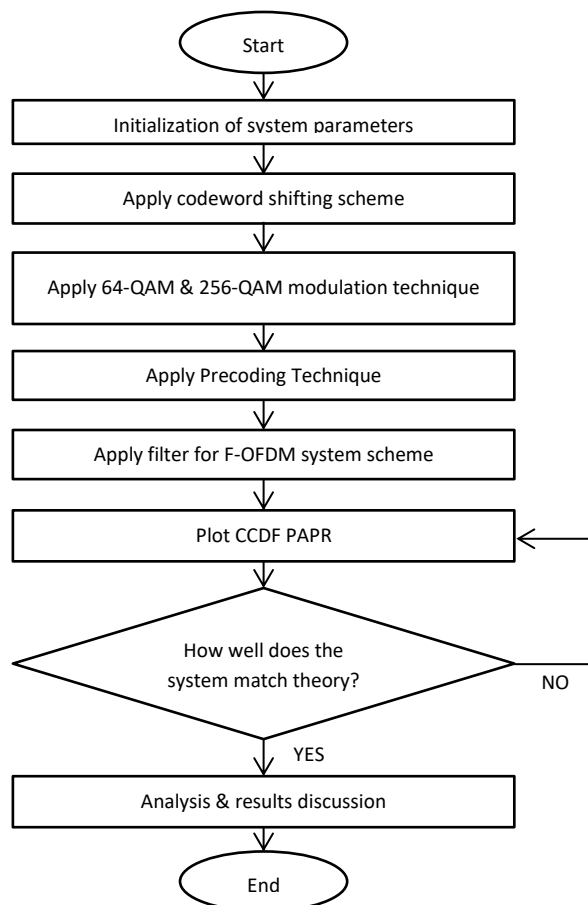 Start
Initialization of system parameters
Apply codeword shifting scheme
Apply 64-QAM & 256-QAM modulation technique
Apply Precoding Technique
Apply filter for F-OFDM system scheme
Plot CCDF PAPR
How well does the
system match theory?
NO
YES
Analysis & results discussion
End